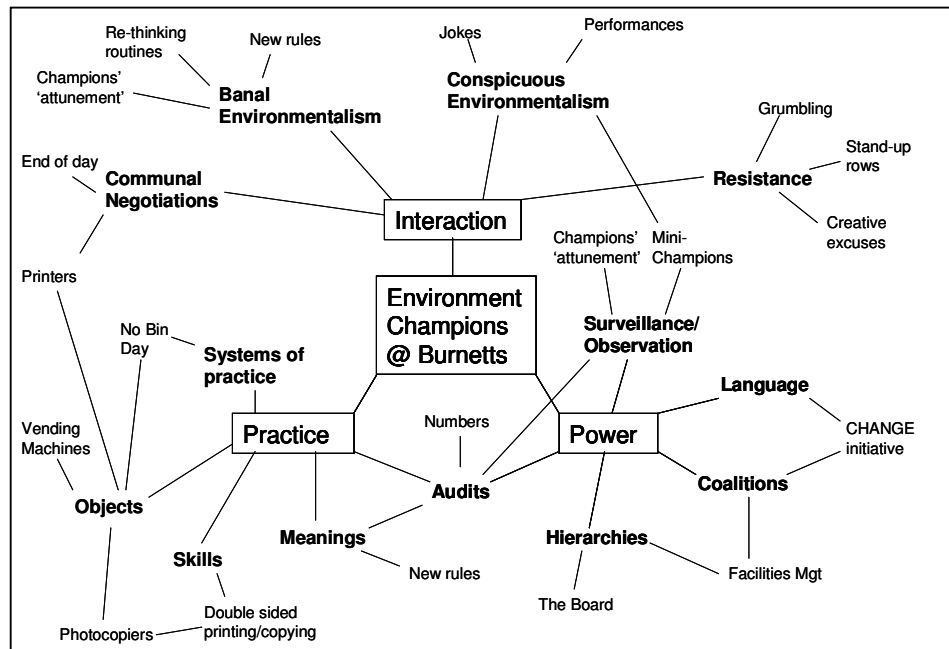 Re-thinking
routines
New rules
Jokes
Performances
Champions'
'attunement'
Banal
Environmentalism
Conspicuous
Environmentalism
Grumbling
End of day
Communal
Negotiations
Stand-up
rows
Resistance
Interaction
Creative
excuses
Champions'
'attunement'
Mini-
Champions
Printers
Environment
Champions
@ Burnetts
No Bin
Day
Systems of
practice
Surveillance/
Observation
Language
Vending
Machines
Practice
Numbers
Power
CHANGE
initiative
Objects
Audits
Coalitions
Skills
Meanings
Hierarchies
New rules
Facilities Mgt
The Board
Photocopiers
Double sided
printing/copying